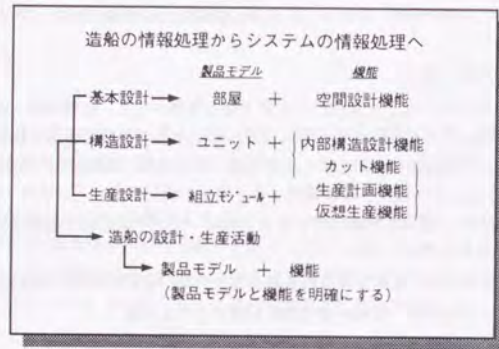 造船の情報処理からシステムの情報処理へ
製品モデル 機能
基本設計→ 部屋 + 空間設計機能
構造設計→ ユニット + 内部構造設計機能
カット機能
生産設計→ 組立モジュール+ 生産計画機能
仮想生産機能
造船の設計・生産活動
製品モデル + 機能
(製品モデルと機能を明確にする)